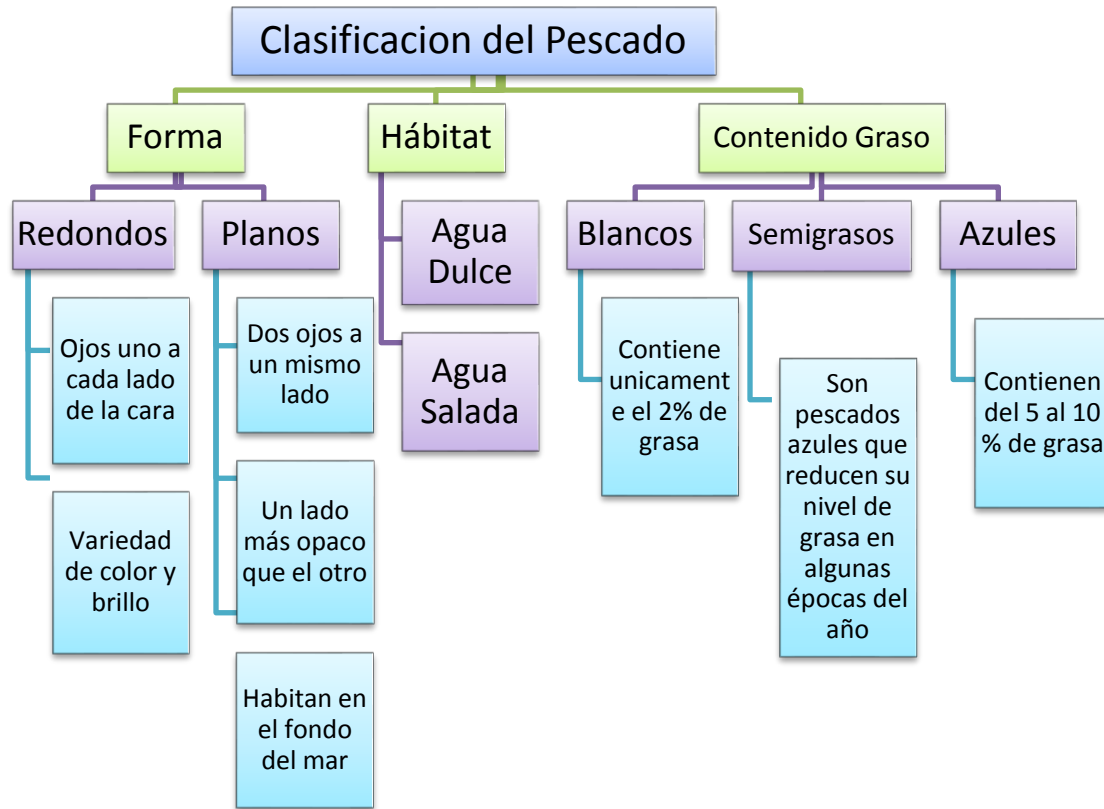 Clasificacion del Pescado
Forma
Hábitat
Contenido Graso
Redondos
Planos
Agua
Dulce
Agua
Salada
Blancos
Semigrasos
Azules
Ojos uno a
cada lado
de la cara
Variedad
de color y
brillo
Dos ojos a
un mismo
lado
Un lado
más opaco
que el otro
Habitan en
el fondo
del mar
Contiene
unicament
e el 2% de
grasa
Son
pescados
azules que
reducen su
nivel de
grasa en
algunas
épocas del
año
Contienen
del 5 al 10
% de grasa